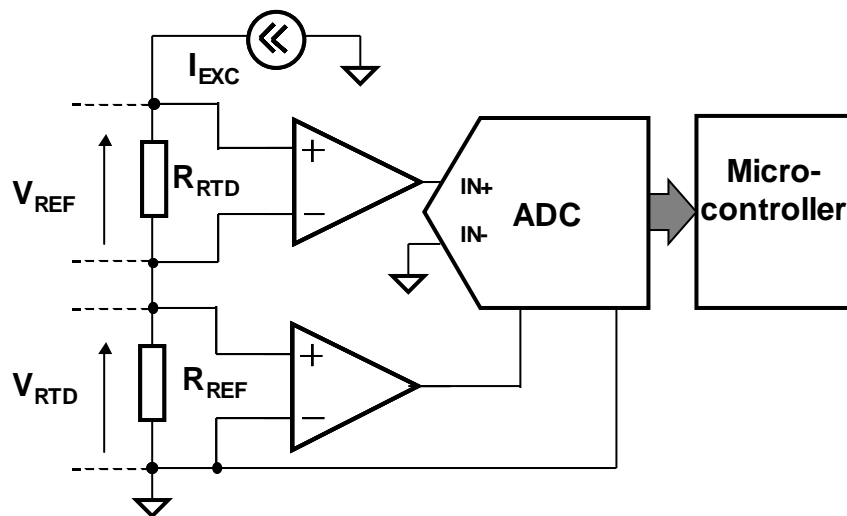 IEXC
VREF
RRTD
+
−
IN+
IN-
ADC
Micro-
controller
VRTD
RREF
+
−